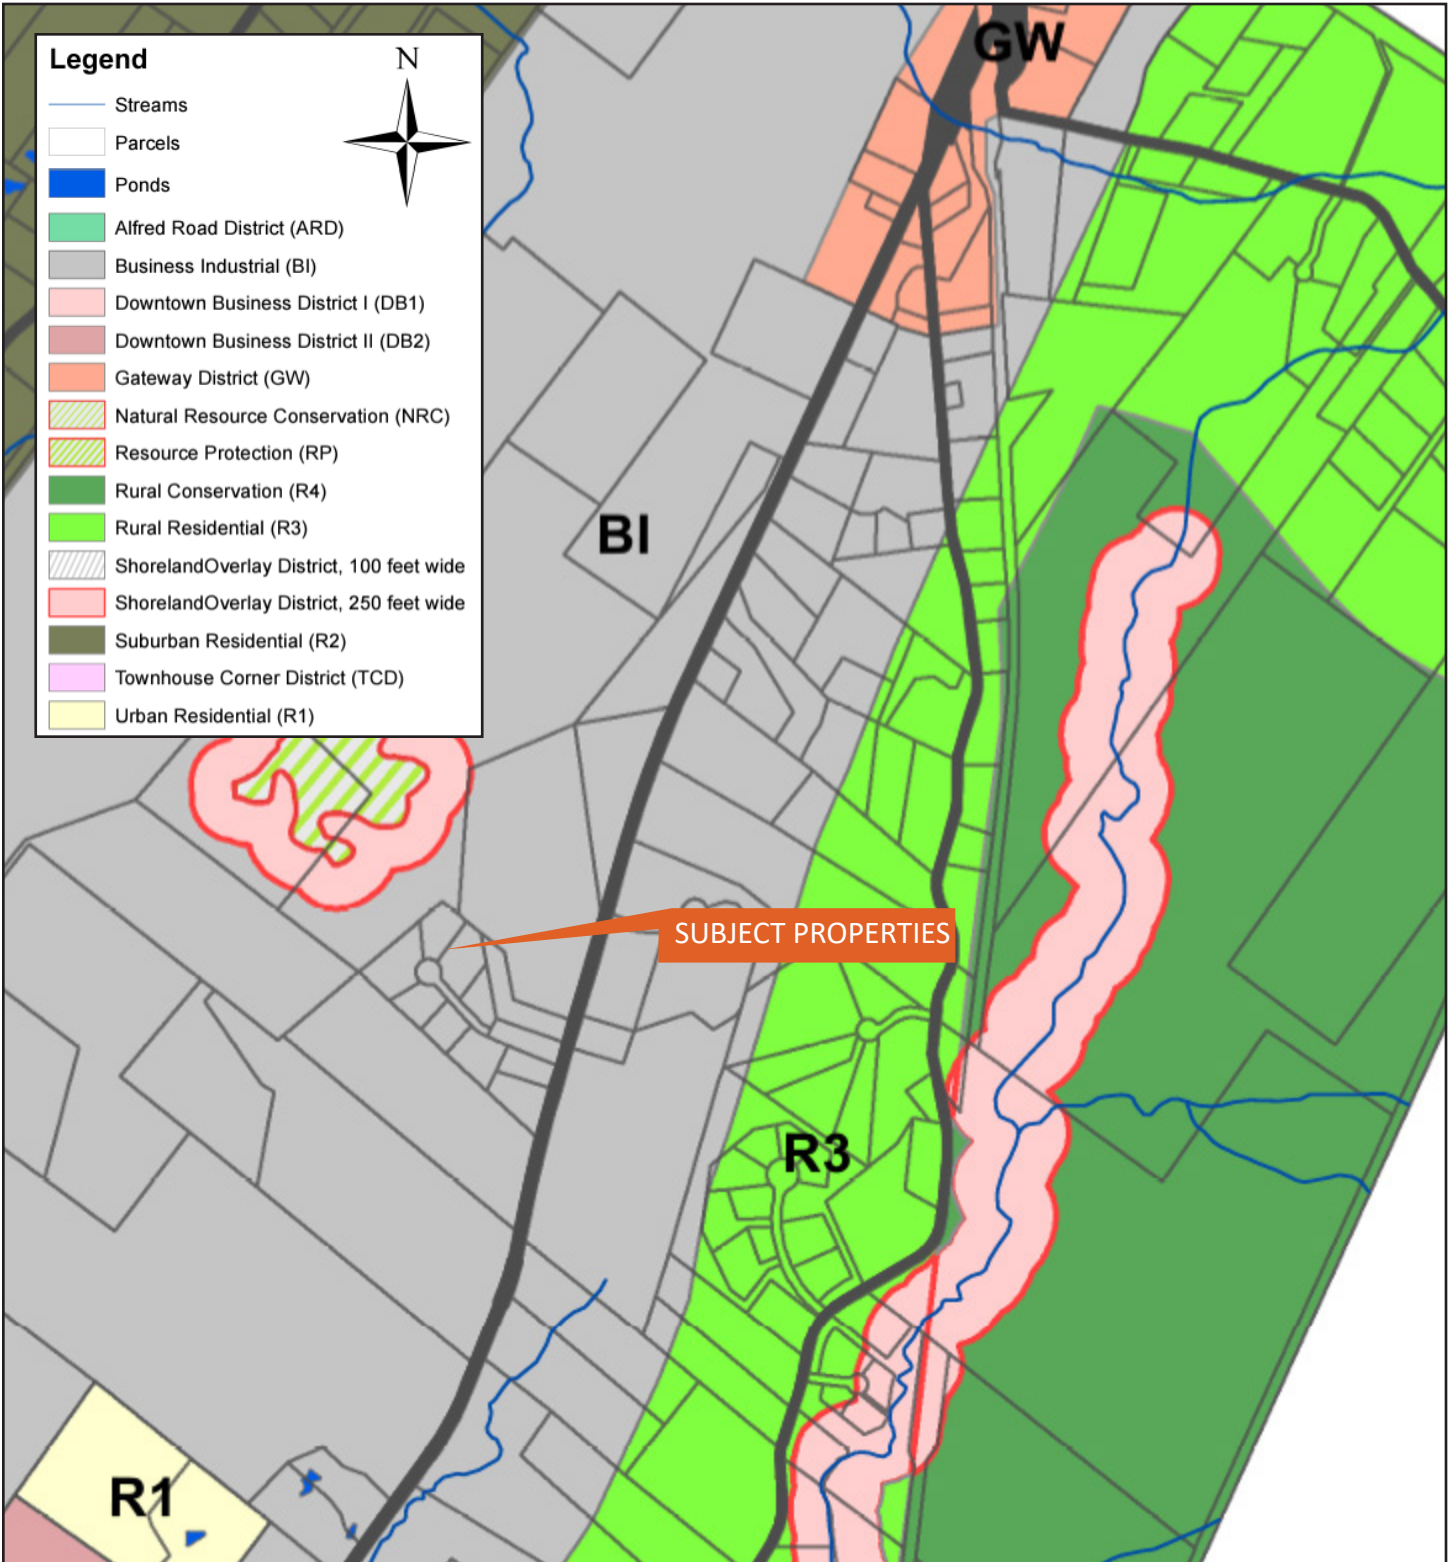 GW
Legend
N
Streams
Parcels
Ponds
Alfred Road District (ARD)
Business Industrial (BI)
Downtown Business District I (DB1)
Downtown Business District II (DB2)
Gateway District (GW)
Natural Resource Conservation (NRC)
Resource Protection (RP)
Rural Conservation (R4)
Rural Residential (R3)
ShorelandOverlay District, 100 feet wide
ShorelandOverlay District, 250 feet wide
Suburban Residential (R2)
Townhouse Corner District (TCD)
Urban Residential (R1)
BI
SUBJECT PROPERTIES
R3
R1